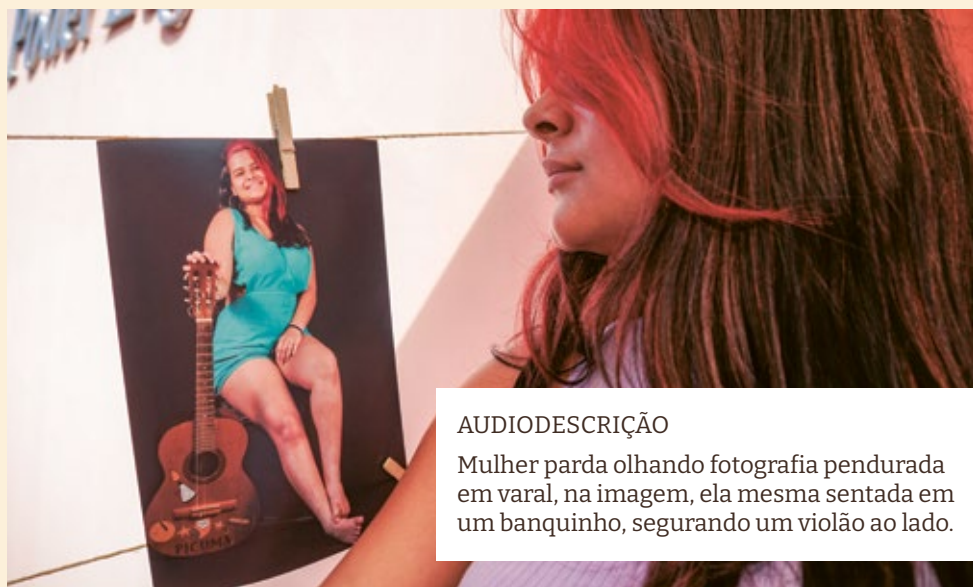 PICUMA
AUDIODESCRIÇÃO
Mulher parda olhando fotografia pendurada
em varal, na imagem, ela mesma sentada em
um banquinho, segurando um violão ao lado.